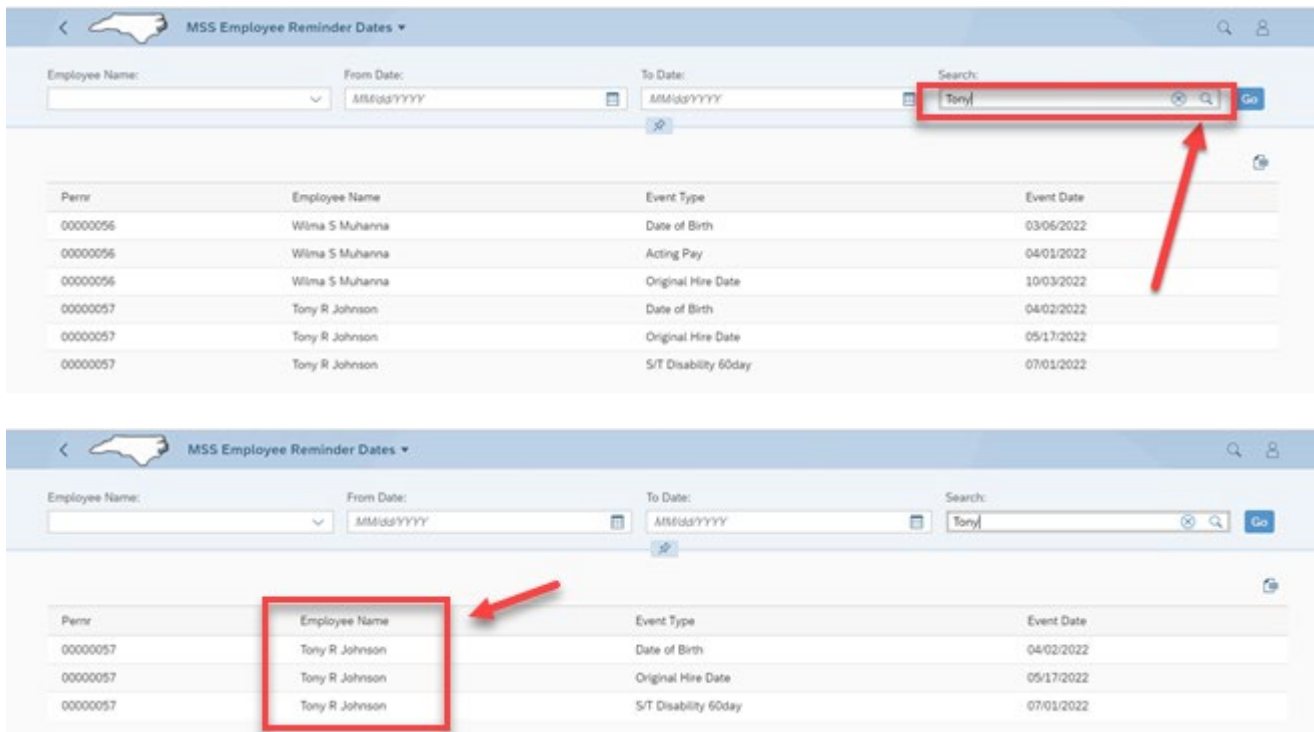 MSS Employee Reminder Dates
Employee Name: From Date: To Date: Search:
MM/dd/YYYY MM/dd/YYYY Tony Go
Pernr Employee Name Event Type Event Date
00000056 Wilma S Muhanna Date of Birth 03/06/2022
00000056 Wilma S Muhanna Acting Pay 04/01/2022
00000056 Wilma S Muhanna Original Hire Date 10/03/2022
00000057 Tony R Johnson Date of Birth 04/02/2022
00000057 Tony R Johnson Original Hire Date 05/17/2022
00000057 Tony R Johnson S/T Disability 60day 07/01/2022
MSS Employee Reminder Dates
Employee Name: From Date: To Date: Search:
MM/dd/YYYY MM/dd/YYYY Tony Go
Pernr Employee Name Event Type Event Date
00000057 Tony R Johnson Date of Birth 04/02/2022
00000057 Tony R Johnson Original Hire Date 05/17/2022
00000057 Tony R Johnson S/T Disability 60day 07/01/2022